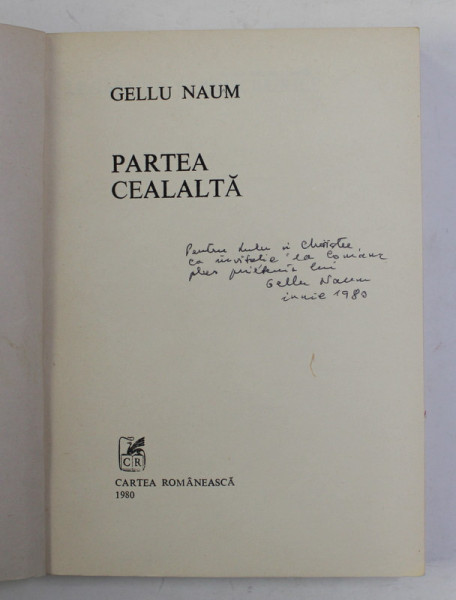 GELLU NAUM
PARTEA
CEALALTĂ
Pentru Lulu și
ca invitație la Comana
plus prietenia lui
Gellu Naum
iunie 1980
CR
CARTEA ROMÂNEASCĂ
1980